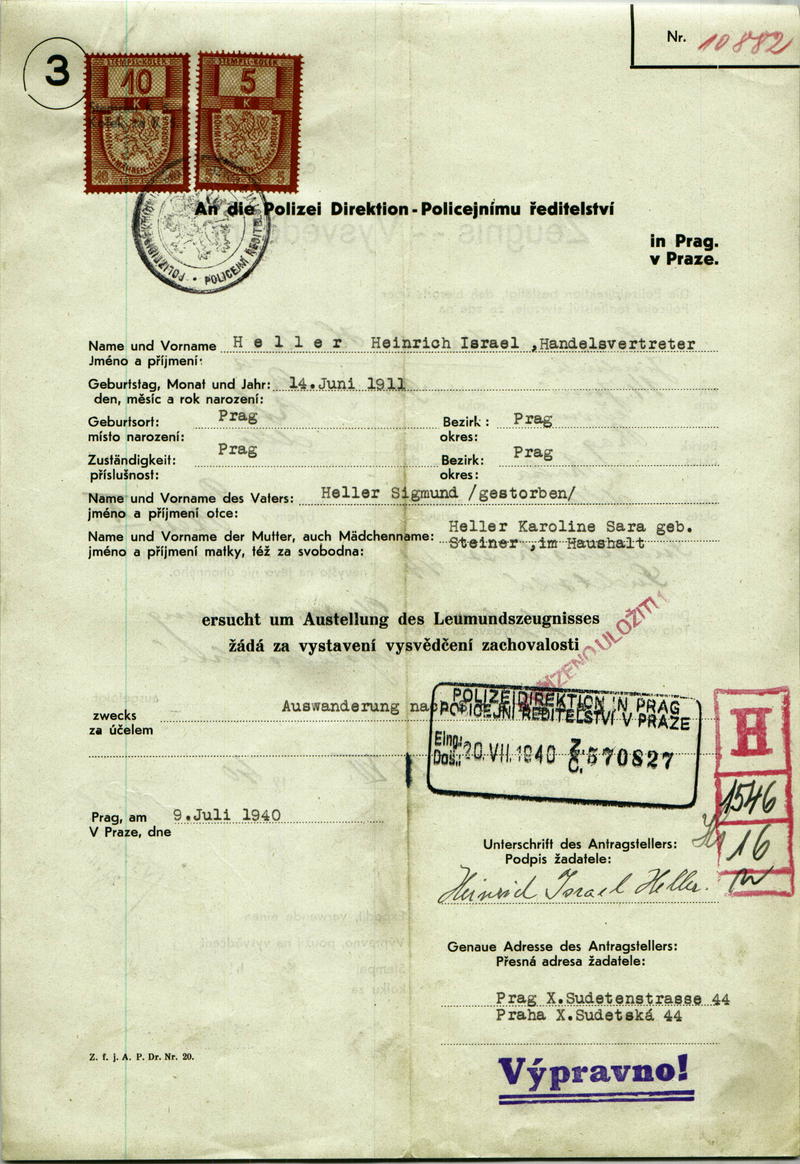 Nr. 10882
3
STEMPEL-KOLEK STEMPEL-KOLEK
10 5
K K
An die Polizei Direktion - Policejnímu ředitelství
in Prag.
v Praze.
POLICEJNÍ ŘEDITEL
Name und Vorname H e l l e r Heinrich Israel ,Handelsvertreter
Jméno a příjmení:
Geburtstag, Monat und Jahr: 14.Juni 1911
den, měsíc a rok narození:
Geburtsort: Prag Bezirk: Prag
místo narození: okres:
Zuständigkeit: Prag Bezirk: Prag
příslušnost: okres:
Name und Vorname des Vaters: Heller Sigmund /gestorben/
jméno a příjmení otce:
Name und Vorname der Mutter, auch Mädchenname: Heller Karoline Sara geb.
jméno a příjmení matky, též za svobodna: Steiner ,im Haushalt
ersucht um Austellung des Leumundszeugnisses
žádá za vystavení vysvědčení zachovalosti
ULOŽITI!
zwecks Auswanderung
za účelem
POLIZEIDIREKTION IN PRAG
POLICEJNÍ ŘEDITELSTVÍ V PRAZE
Eing.:
Doš.: 20.VII.1940 Z. Č. 570827
H
1546
16
Prag, am 9.Juli 1940
V Praze, dne
Unterschrift des Antragstellers:
Podpis žadatele:
Heinrich Israel Heller.
Genaue Adresse des Antragstellers:
Přesná adresa žadatele:
Prag X.Sudetenstrasse 44
Praha X.Sudetská 44
Z. f. j. A. P. Dr. Nr. 20.
Výpravno!